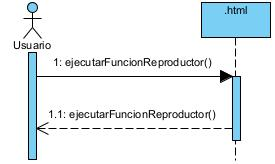 .html
Usuario
1: ejecutarFuncionReproductor()
1.1: ejecutarFuncionReproductor()